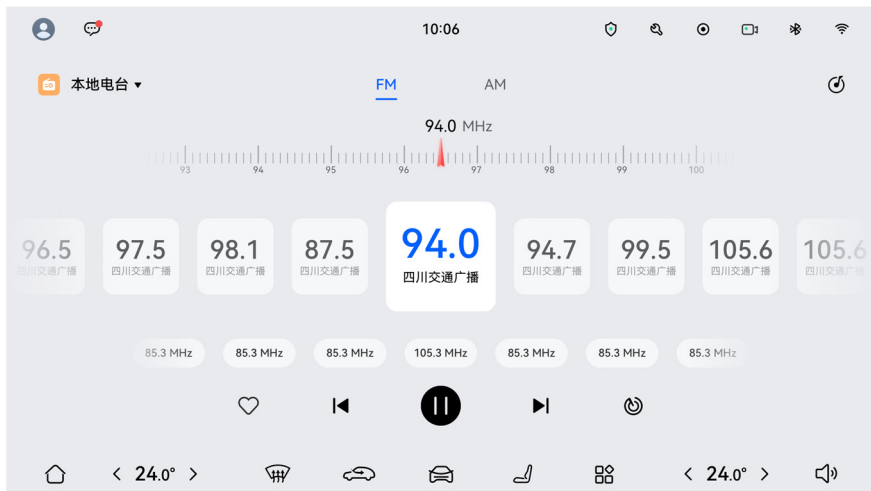 10:06
本地电台
FM
AM
94.0 MHz
93 94 95 96 97 98 99 100
96.5 97.5 98.1 87.5 94.0 94.7 99.5 105.6 105.6
四川交通广播 四川交通广播 四川交通广播 四川交通广播 四川交通广播 四川交通广播 四川交通广播 四川交通广播 四川交通广播
85.3 MHz 85.3 MHz 85.3 MHz 105.3 MHz 85.3 MHz 85.3 MHz 85.3 MHz
24.0° 24.0°